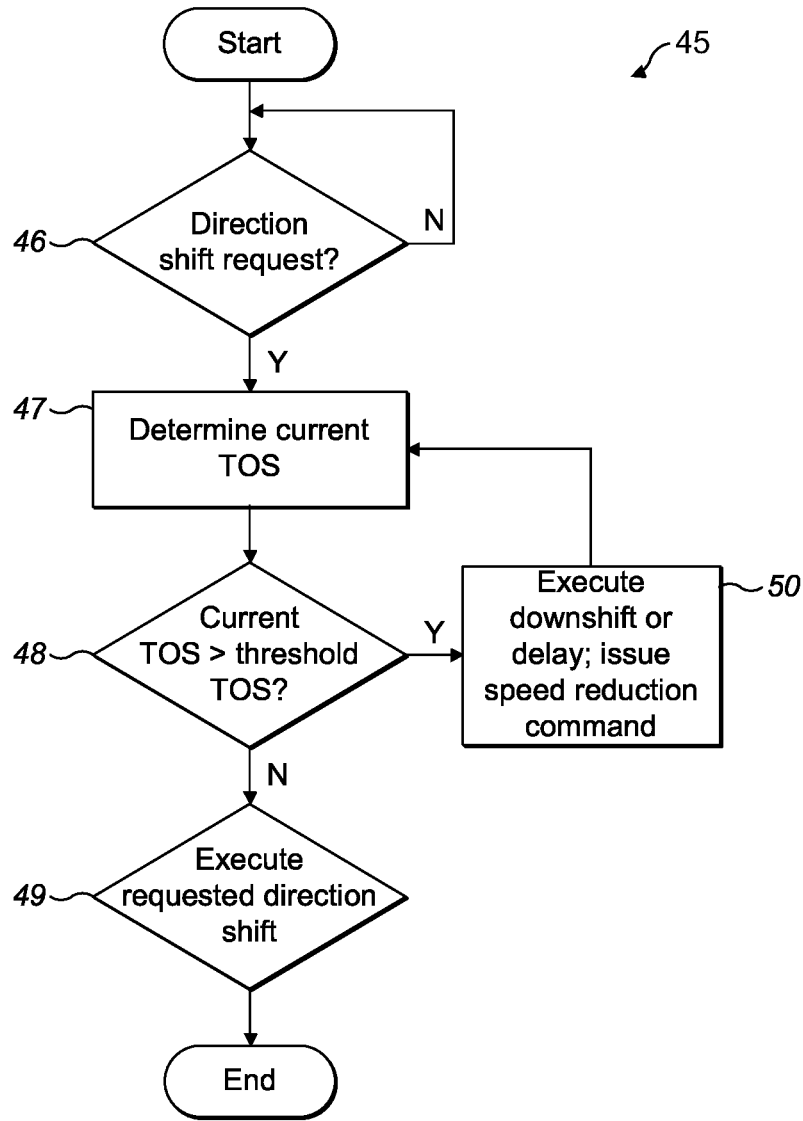 Start
45
46
Direction
shift request?
N
Y
47
Determine current
TOS
48
Current
TOS > threshold
TOS?
Y
50
Execute
downshift or
delay; issue
speed reduction
command
N
49
Execute
requested direction
shift
End